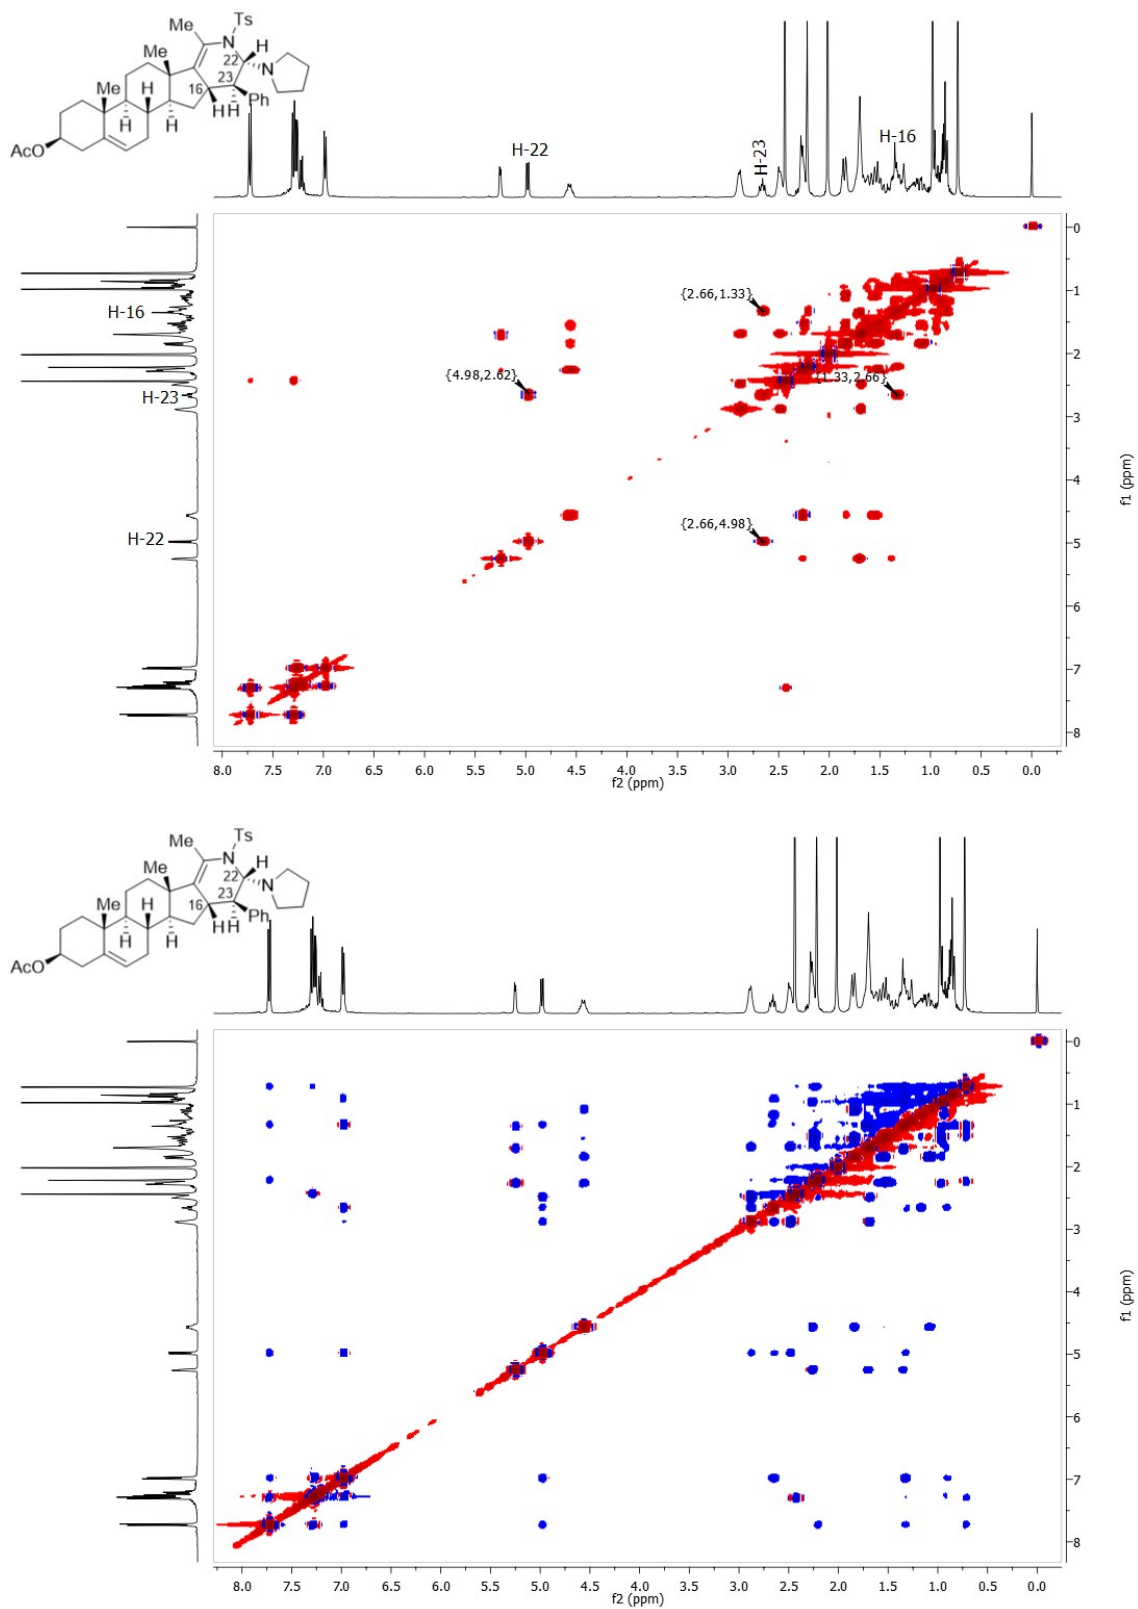 Ts
Me
N
H
Me
22
N
23
Me
H
16
Ph
H H
H
H
AcO
H-22
H-23
H-16
0
H-16
{2.66,1.33}
1
2
{4.98,2.62}
{1.33,2.66}
H-23
3
4
f1 (ppm)
{2.66,4.98}
H-22
5
6
7
8
8.0 7.5 7.0 6.5 6.0 5.5 5.0 4.5 4.0 3.5 3.0 2.5 2.0 1.5 1.0 0.5 0.0
f2 (ppm)
Ts
Me
N
H
Me
22
N
23
Me
H
16
Ph
H H
H
H
AcO
0
1
2
3
4
f1 (ppm)
5
6
7
8
8.0 7.5 7.0 6.5 6.0 5.5 5.0 4.5 4.0 3.5 3.0 2.5 2.0 1.5 1.0 0.5 0.0
f2 (ppm)